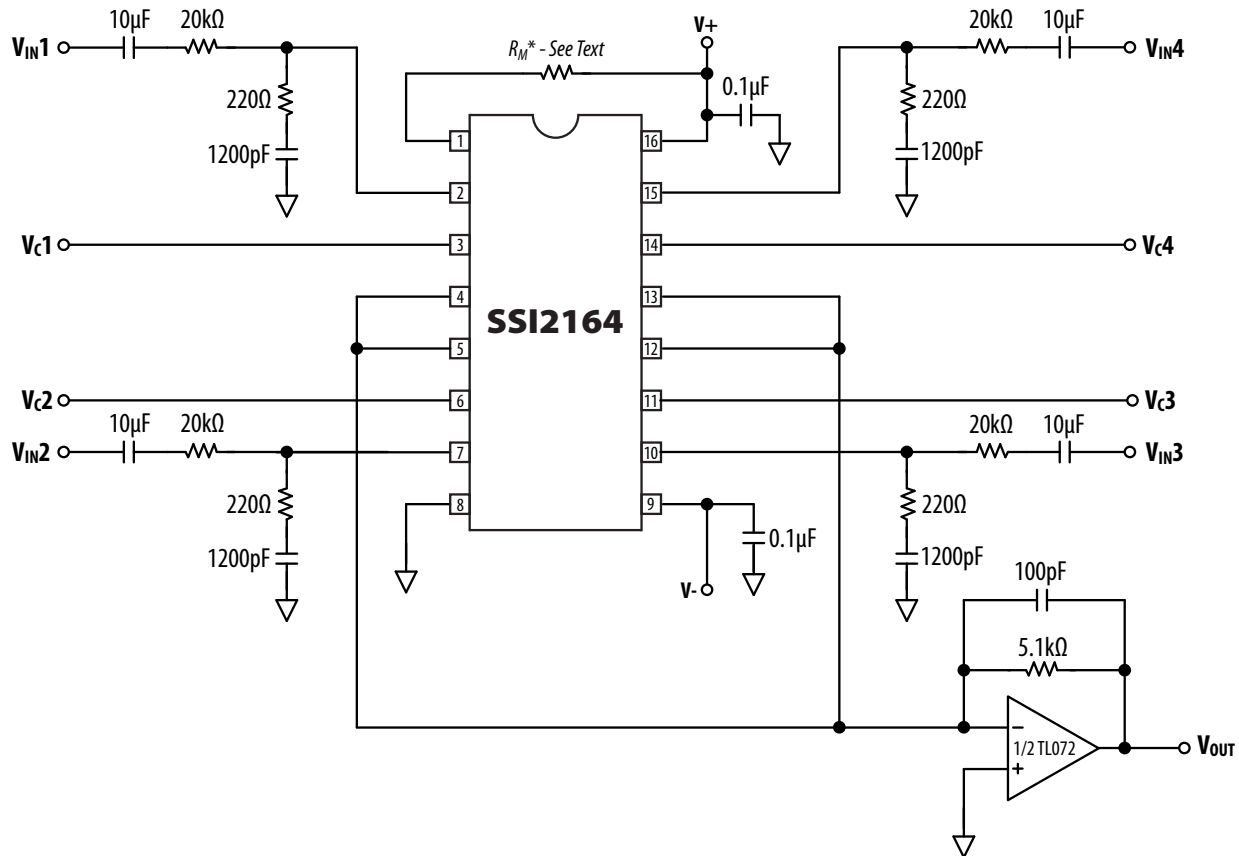 10µF
20kΩ
V+
20kΩ
10µF
VIN1
RM* - See Text
VIN4
0.1µF
220Ω
220Ω
1200pF
1
16
1200pF
2
15
VC1
3
14
VC4
4
13
SSI2164
5
12
VC2
6
11
VC3
10µF
20kΩ
20kΩ
10µF
VIN2
7
10
VIN3
220Ω
8
9
220Ω
1200pF
0.1µF
1200pF
V-
100pF
5.1kΩ
−
1/2 TL072
VOUT
+